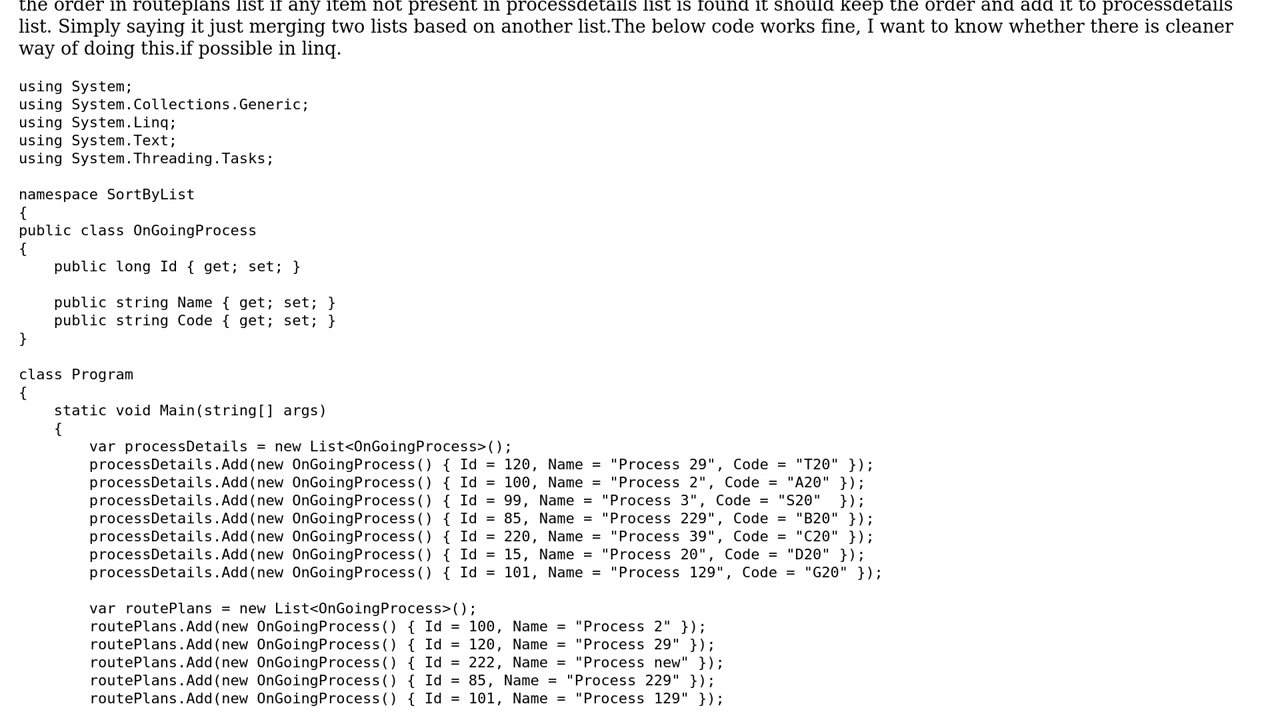 the order in routeplans list if any item not present in processdetails list is found it should keep the order and add it to processdetails
list. Simply saying it just merging two lists based on another list.The below code works fine, I want to know whether there is cleaner
way of doing this.if possible in linq.
using System;
using System.Collections.Generic;
using System.Linq;
using System.Text;
using System.Threading.Tasks;
namespace SortByList
{
public class OnGoingProcess
{
    public long Id { get; set; }
    public string Name { get; set; }
    public string Code { get; set; }
}
class Program
{
    static void Main(string[] args)
    {
        var processDetails = new List<OnGoingProcess>();
        processDetails.Add(new OnGoingProcess() { Id = 120, Name = "Process 29", Code = "T20" });
        processDetails.Add(new OnGoingProcess() { Id = 100, Name = "Process 2", Code = "A20" });
        processDetails.Add(new OnGoingProcess() { Id = 99, Name = "Process 3", Code = "S20"  });
        processDetails.Add(new OnGoingProcess() { Id = 85, Name = "Process 229", Code = "B20" });
        processDetails.Add(new OnGoingProcess() { Id = 220, Name = "Process 39", Code = "C20" });
        processDetails.Add(new OnGoingProcess() { Id = 15, Name = "Process 20", Code = "D20" });
        processDetails.Add(new OnGoingProcess() { Id = 101, Name = "Process 129", Code = "G20" });
        var routePlans = new List<OnGoingProcess>();
        routePlans.Add(new OnGoingProcess() { Id = 100, Name = "Process 2" });
        routePlans.Add(new OnGoingProcess() { Id = 120, Name = "Process 29" });
        routePlans.Add(new OnGoingProcess() { Id = 222, Name = "Process new" });
        routePlans.Add(new OnGoingProcess() { Id = 85, Name = "Process 229" });
        routePlans.Add(new OnGoingProcess() { Id = 101, Name = "Process 129" });